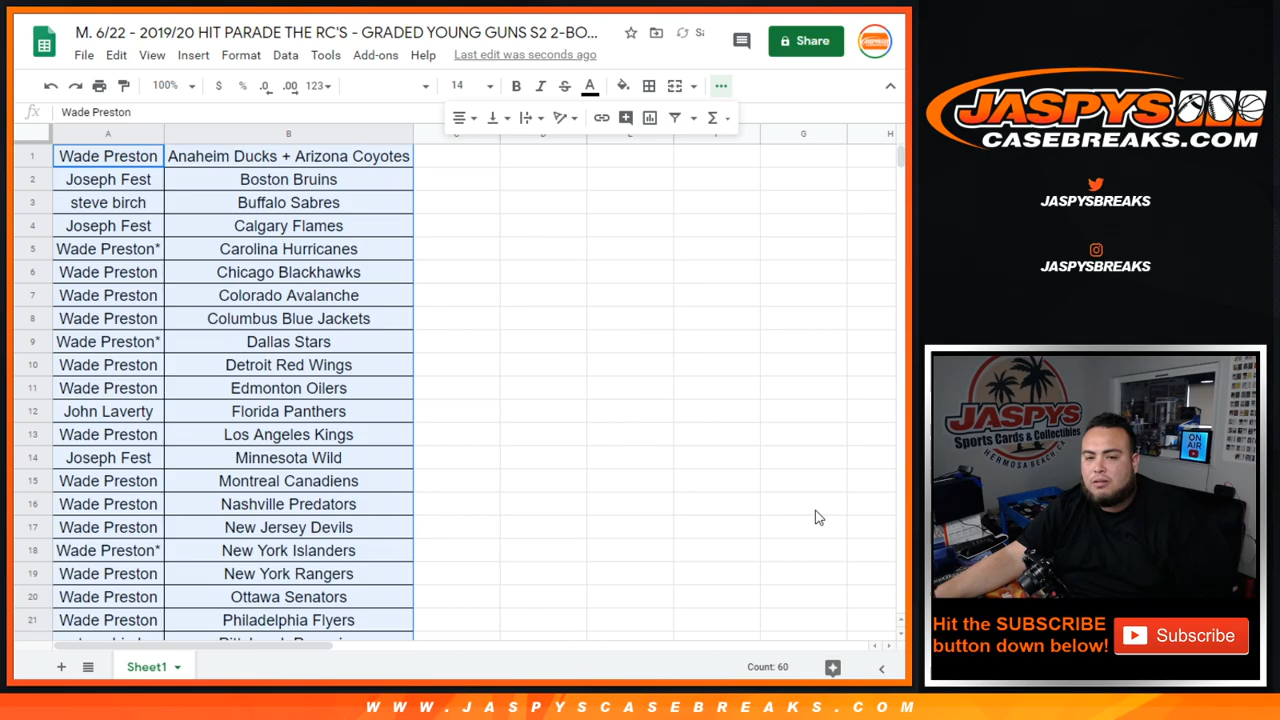 M. 6/22 - 2019/20 HIT PARADE THE RC'S - GRADED YOUNG GUNS S2 2-BO...
Share
File Edit View Insert Format Data Tools Add-ons Help Last edit was seconds ago
100% $ % .0 .00 123 14 B I S A
fx Wade Preston
A B G H
1 Wade Preston Anaheim Ducks + Arizona Coyotes
2 Joseph Fest Boston Bruins
3 steve birch Buffalo Sabres
4 Joseph Fest Calgary Flames
5 Wade Preston* Carolina Hurricanes
6 Wade Preston Chicago Blackhawks
7 Wade Preston Colorado Avalanche
8 Wade Preston Columbus Blue Jackets
9 Wade Preston* Dallas Stars
10 Wade Preston Detroit Red Wings
11 Wade Preston Edmonton Oilers
12 John Laverty Florida Panthers
13 Wade Preston Los Angeles Kings
14 Joseph Fest Minnesota Wild
15 Wade Preston Montreal Canadiens
16 Wade Preston Nashville Predators
17 Wade Preston New Jersey Devils
18 Wade Preston* New York Islanders
19 Wade Preston New York Rangers
20 Wade Preston Ottawa Senators
21 Wade Preston Philadelphia Flyers
Sheet1
Count: 60
JASPYS
CASEBREAKS.COM
JASPYSBREAKS
JASPYSBREAKS
JASPYS
Sports Cards & Collectibles
HERMOSA BEACH, CA
ON AIR
Hit the SUBSCRIBE
button down below!
Subscribe
WWW.JASPYSCASEBREAKS.COM